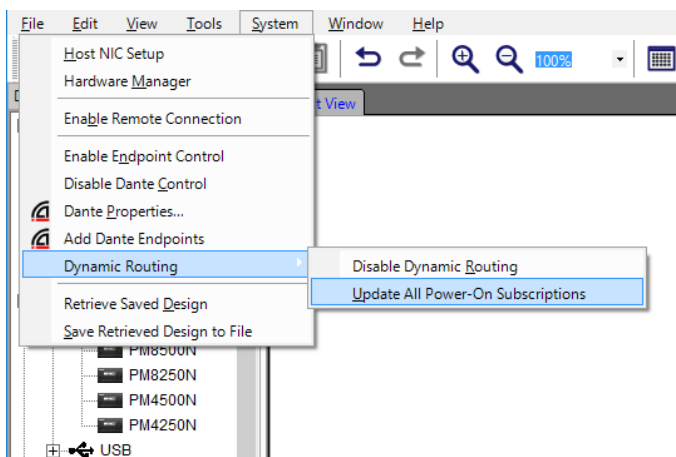 File Edit View Tools System Window Help
Host NIC Setup
Hardware Manager
100%
t View
Enable Remote Connection
Enable Endpoint Control
Disable Dante Control
Dante Properties...
Add Dante Endpoints
Dynamic Routing
Disable Dynamic Routing
Update All Power-On Subscriptions
Retrieve Saved Design
Save Retrieved Design to File
PM8500N
PM8250N
PM4500N
PM4250N
USB